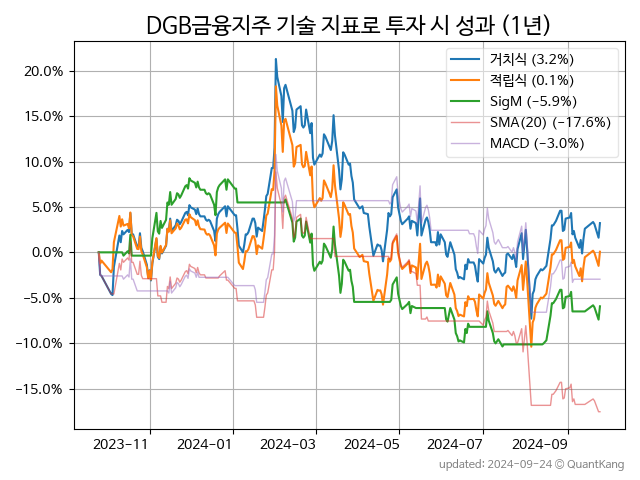 DGB금융지주 기술 지표로 투자 시 성과 (1년)
거치식 (3.2%)
적립식 (0.1%)
SigM (−5.9%)
SMA(20) (−17.6%)
MACD (−3.0%)
20.0%
15.0%
10.0%
5.0%
0.0%
−5.0%
−10.0%
−15.0%
2023-11 2024-01 2024-03 2024-05 2024-07 2024-09
updated: 2024-09-24 © QuantKang